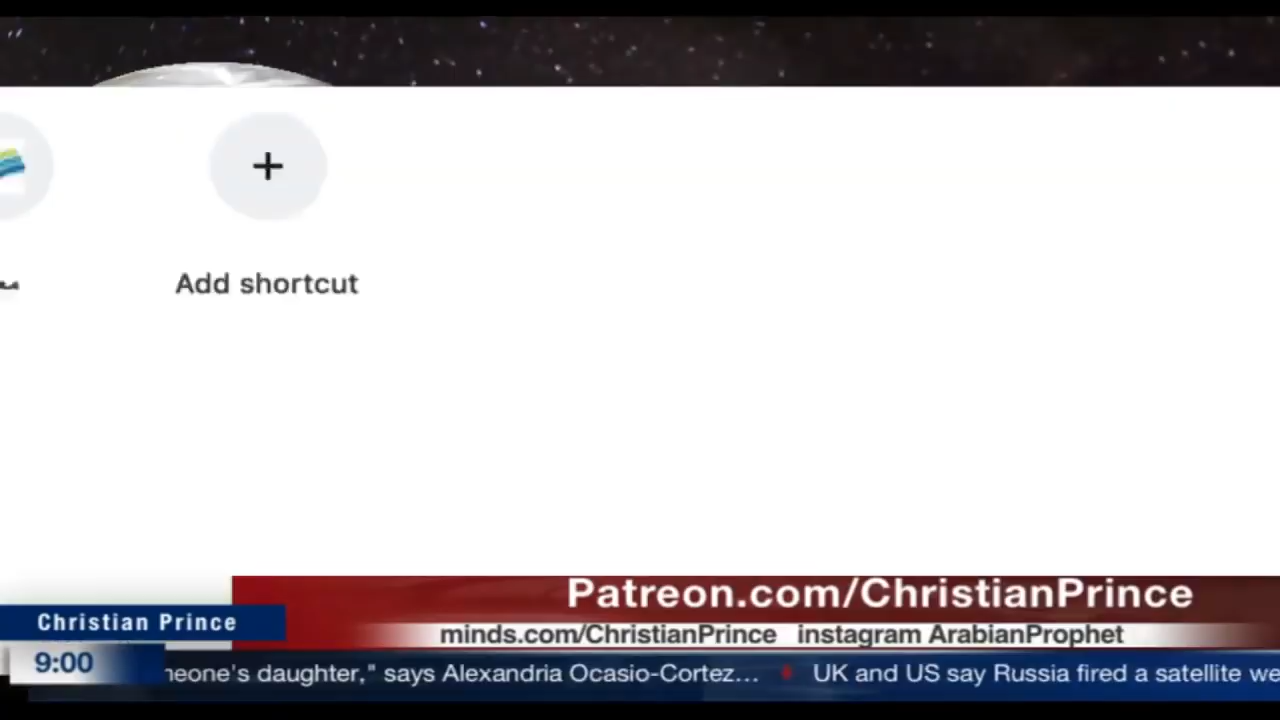 Add shortcut
Patreon.com/ChristianPrince
Christian Prince
minds.com/ChristianPrince instagram ArabianProphet
9:00
daughter," says Alexandria Ocasio-Cortez... UK and US say Russia fired a satellite